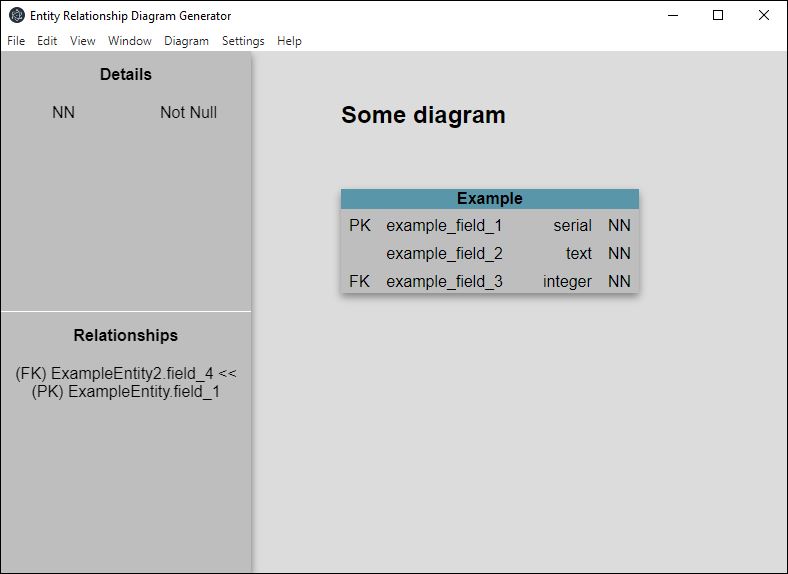 Entity Relationship Diagram Generator
File Edit View Window Diagram Settings Help
Details
NN Not Null
Relationships
(FK) ExampleEntity2.field_4 <<
(PK) ExampleEntity.field_1
Some diagram
Example
PK example_field_1 serial NN
example_field_2 text NN
FK example_field_3 integer NN